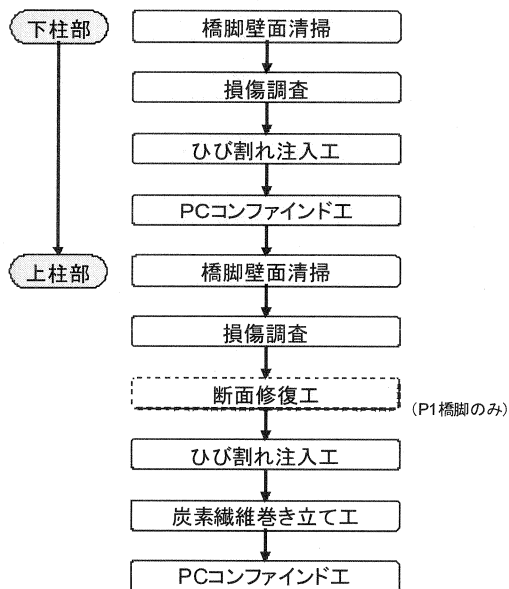 下柱部
橋脚壁面清掃
損傷調査
ひび割れ注入工
PCコンファインド工
上柱部
橋脚壁面清掃
損傷調査
断面修復工
(P1橋脚のみ)
ひび割れ注入工
炭素繊維巻き立て工
PCコンファインド工